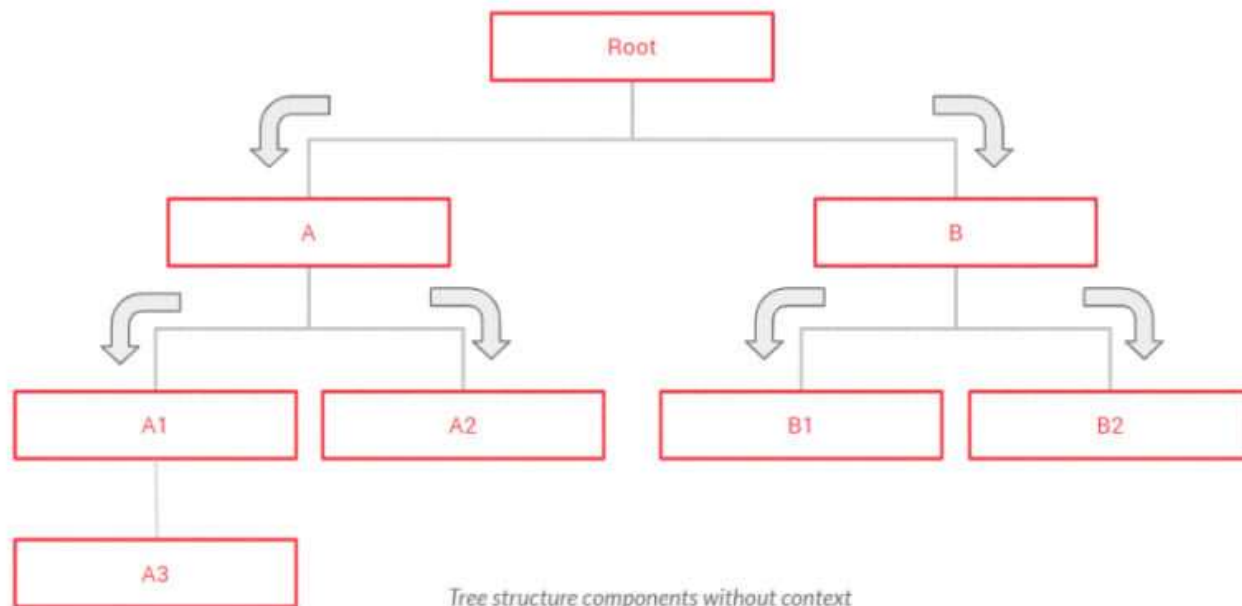 Root
A
B
A1
A2
B1
B2
A3
Tree structure components without context